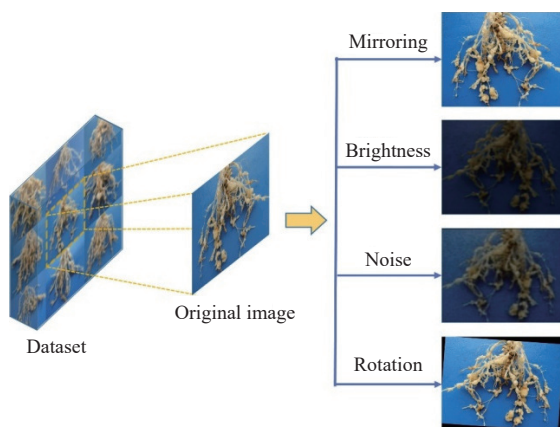 Mirroring
Brightness
Noise
Rotation
Original image
Dataset